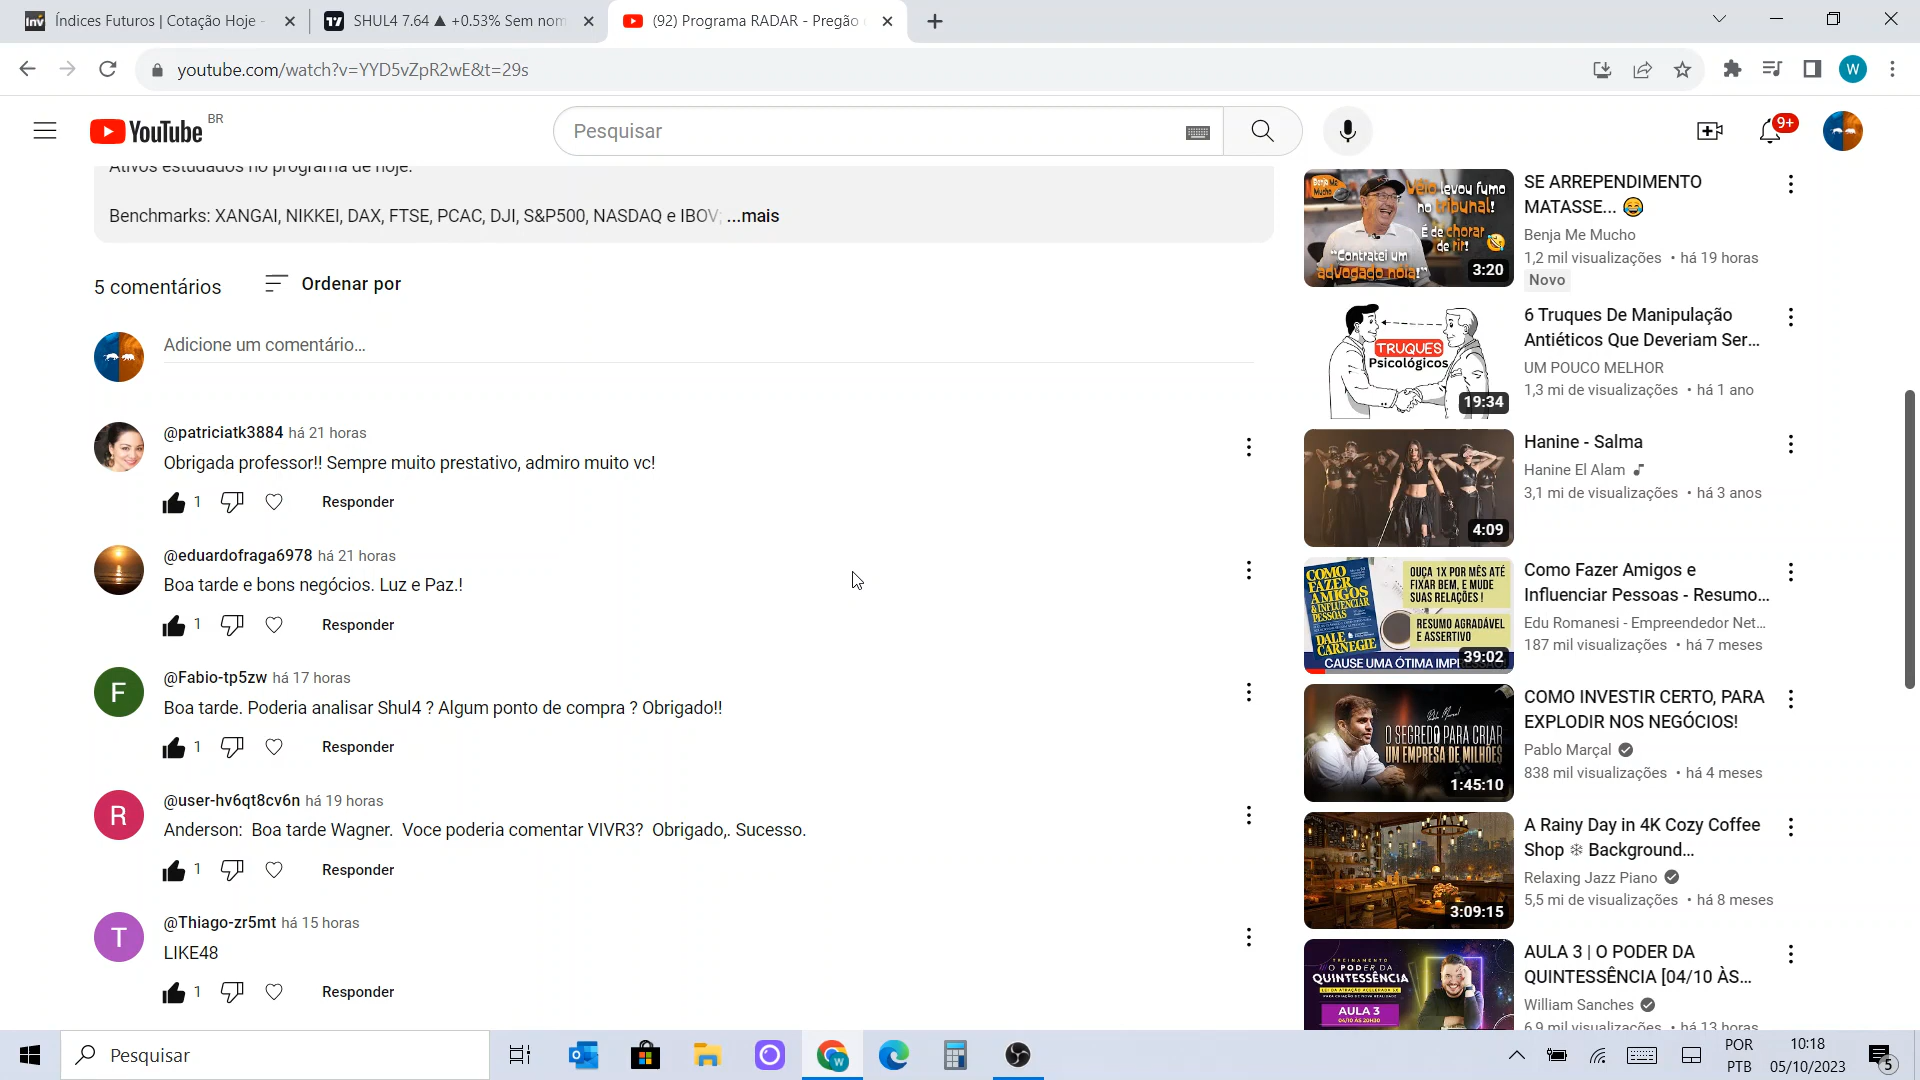 Índices Futuros | Cotação Hoje -
SHUL4 7.64 ▲ +0.53% Sem nom
(92) Programa RADAR - Pregão
youtube.com/watch?v=YYD5vZpR2wE&t=29s
W
YouTube BR
Pesquisar
9+
Ativos estudados no programa de hoje:
Benchmarks: XANGAI, NIKKEI, DAX, FTSE, PCAC, DJI, S&P500, NASDAQ e IBOV; ...mais
5 comentários
Ordenar por
Adicione um comentário...
@patriciatk3884 há 21 horas
Obrigada professor!! Sempre muito prestativo, admiro muito vc!
1 Responder
@eduardofraga6978 há 21 horas
Boa tarde e bons negócios. Luz e Paz.!
1 Responder
F
@Fabio-tp5zw há 17 horas
Boa tarde. Poderia analisar Shul4 ? Algum ponto de compra ? Obrigado!!
1 Responder
R
@user-hv6qt8cv6n há 19 horas
Anderson: Boa tarde Wagner. Voce poderia comentar VIVR3? Obrigado,. Sucesso.
1 Responder
T
@Thiago-zr5mt há 15 horas
LIKE48
1 Responder
Benja Me Mucho
Véio levou fumo
no tribunal!
É de chorar
de rir!
"Contratei um
advogado nóia!"
3:20
SE ARREPENDIMENTO
MATASSE... 😂
Benja Me Mucho
1,2 mil visualizações • há 19 horas
Novo
TRUQUES
Psicológicos
19:34
6 Truques De Manipulação
Antiéticos Que Deveriam Ser...
UM POUCO MELHOR
1,3 mi de visualizações • há 1 ano
4:09
Hanine - Salma
Hanine El Alam
3,1 mi de visualizações • há 3 anos
COMO
FAZER
AMIGOS
& INFLUENCIAR
PESSOAS
DALE
CARNEGIE
OUÇA 1X POR MÊS ATÉ
FIXAR BEM, E MUDE
SUAS RELAÇÕES !
RESUMO AGRADÁVEL
E ASSERTIVO
CAUSE UMA ÓTIMA IMP
39:02
Como Fazer Amigos e
Influenciar Pessoas - Resumo...
Edu Romanesi - Empreendedor Net...
187 mil visualizações • há 7 meses
Pablo Marçal
O SEGREDO PARA CRIAR
UM EMPRESA DE MILHÕES
1:45:10
COMO INVESTIR CERTO, PARA
EXPLODIR NOS NEGÓCIOS!
Pablo Marçal
838 mil visualizações • há 4 meses
3:09:15
A Rainy Day in 4K Cozy Coffee
Shop ❄ Background...
Relaxing Jazz Piano
5,5 mi de visualizações • há 8 meses
TREINAMENTO
O PODER DA
QUINTESSÊNCIA
AULA 3
04/10 ÀS 20H30
AULA 3 | O PODER DA
QUINTESSÊNCIA [04/10 ÀS...
William Sanches
6,9 mil visualizações • há 13 horas
Pesquisar
POR
PTB
10:18
05/10/2023
5